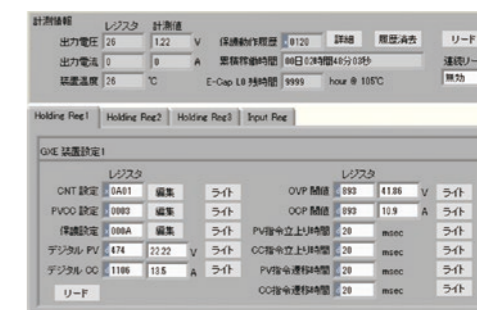 計測情報
レジスタ 計測値
出力電圧 26 1.22 V 保護動作履歴 0120 詳細 履歴消去 リード
出力電流 0 0 A 累積稼働時間 00日02時間48分03秒 連続リー
装置温度 26 ℃ E-Cap L0 残時間 9999 hour @ 105℃ 無効
Holding Reg1 Holding Reg2 Holding Reg3 Input Reg
GXE 装置設定1
レジスタ レジスタ
CNT 設定 0A01 編集 ライト OVP 閾値 893 41.86 V ライト
PVCC 設定 0003 編集 ライト OCP 閾値 893 10.9 A ライト
保護設定 000A 編集 ライト PV指令立上り時間 20 msec ライト
デジタル PV 474 22.22 V ライト CC指令立上り時間 20 msec ライト
デジタル CC 1106 13.5 A ライト PV指令遷移時間 20 msec ライト
リード CC指令遷移時間 20 msec ライト